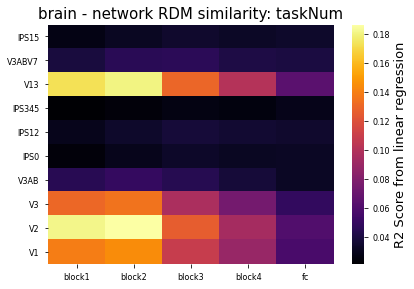 brain - network RDM similarity: taskNum
IPS15
V3ABV7
V13
IPS345
IPS12
IPS0
V3AB
V3
V2
V1
block1 block2 block3 block4 fc
0.18
0.16
0.14
0.12
0.10
0.08
0.06
0.04
R2 Score from linear regression